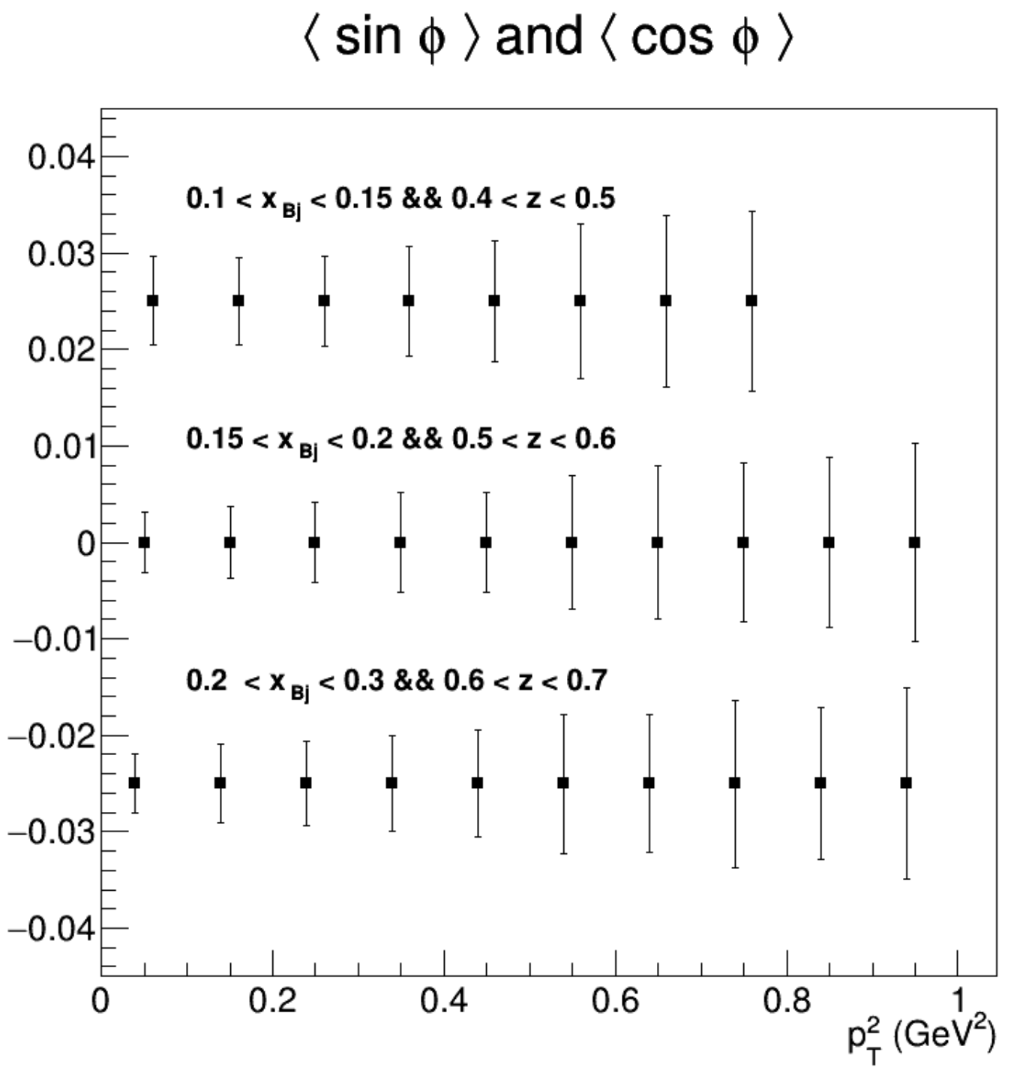 ⟨ sin ϕ ⟩ and ⟨ cos ϕ ⟩
0.04
0.1 < x_Bj < 0.15 && 0.4 < z < 0.5
0.03
0.02
0.01
0.15 < x_Bj < 0.2 && 0.5 < z < 0.6
0
−0.01
0.2 < x_Bj < 0.3 && 0.6 < z < 0.7
−0.02
−0.03
−0.04
0 0.2 0.4 0.6 0.8 1
p_T^2 (GeV^2)